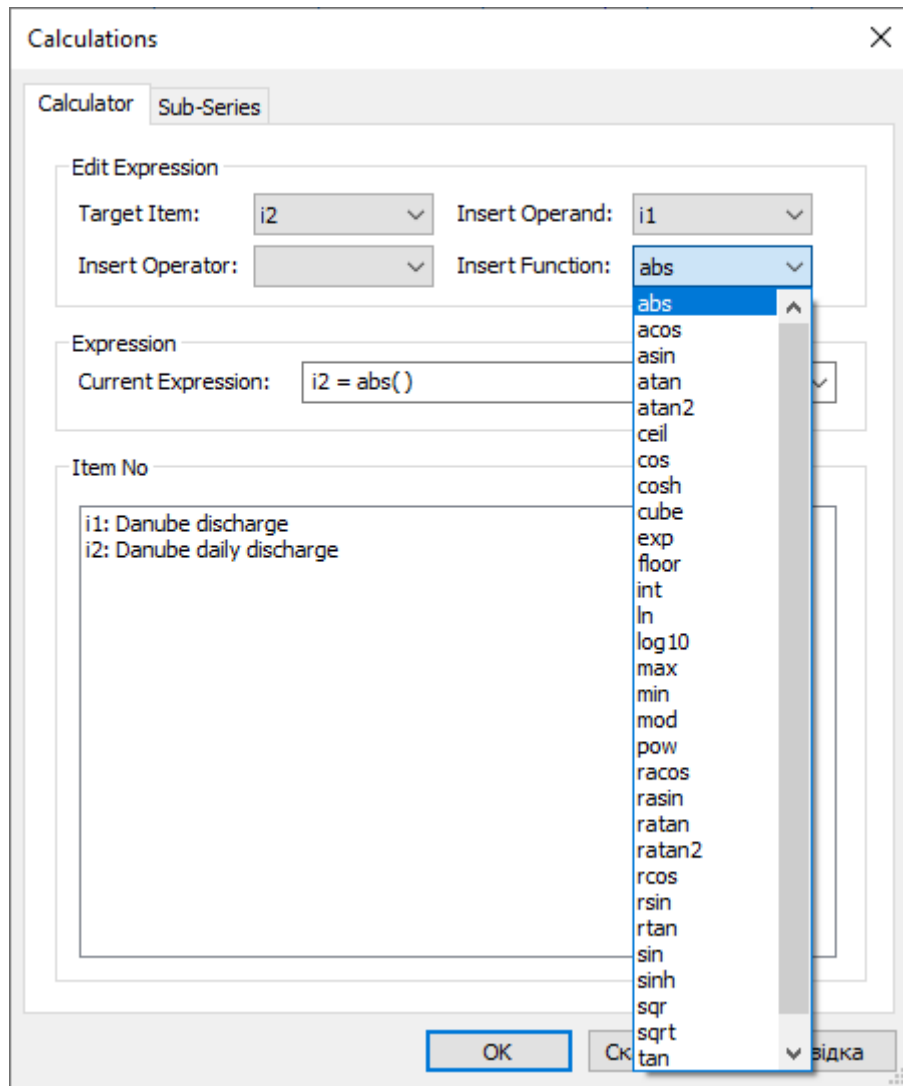 Calculations
Calculator Sub-Series
Edit Expression
Target Item: i2 Insert Operand: i1
Insert Operator: Insert Function: abs
Expression
Current Expression: i2 = abs( )
Item No
i1: Danube discharge
i2: Danube daily discharge
abs
acos
asin
atan
atan2
ceil
cos
cosh
cube
exp
floor
int
ln
log10
max
min
mod
pow
racos
rasin
ratan
ratan2
rcos
rsin
rtan
sin
sinh
sqr
sqrt
tan
OK